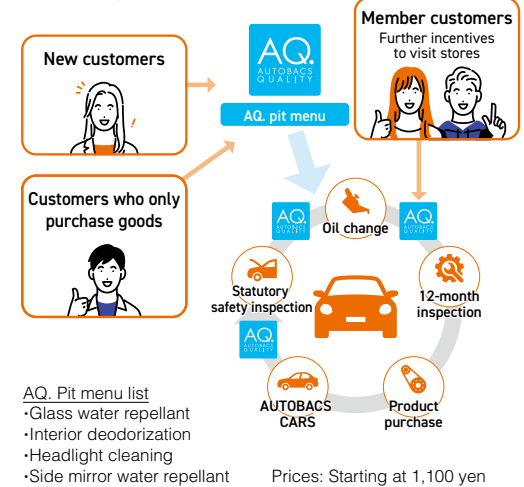 New customers
AQ.
AUTOBACS
QUALITY
AQ. pit menu
Member customers
Further incentives
to visit stores
Customers who only
purchase goods
AQ.
AUTOBACS
QUALITY
Oil change
AQ.
AUTOBACS
QUALITY
Statutory
safety inspection
12-month
inspection
AQ.
AUTOBACS
QUALITY
AUTOBACS
CARS
Product
purchase
AQ. Pit menu list
・Glass water repellant
・Interior deodorization
・Headlight cleaning
・Side mirror water repellant
Prices: Starting at 1,100 yen